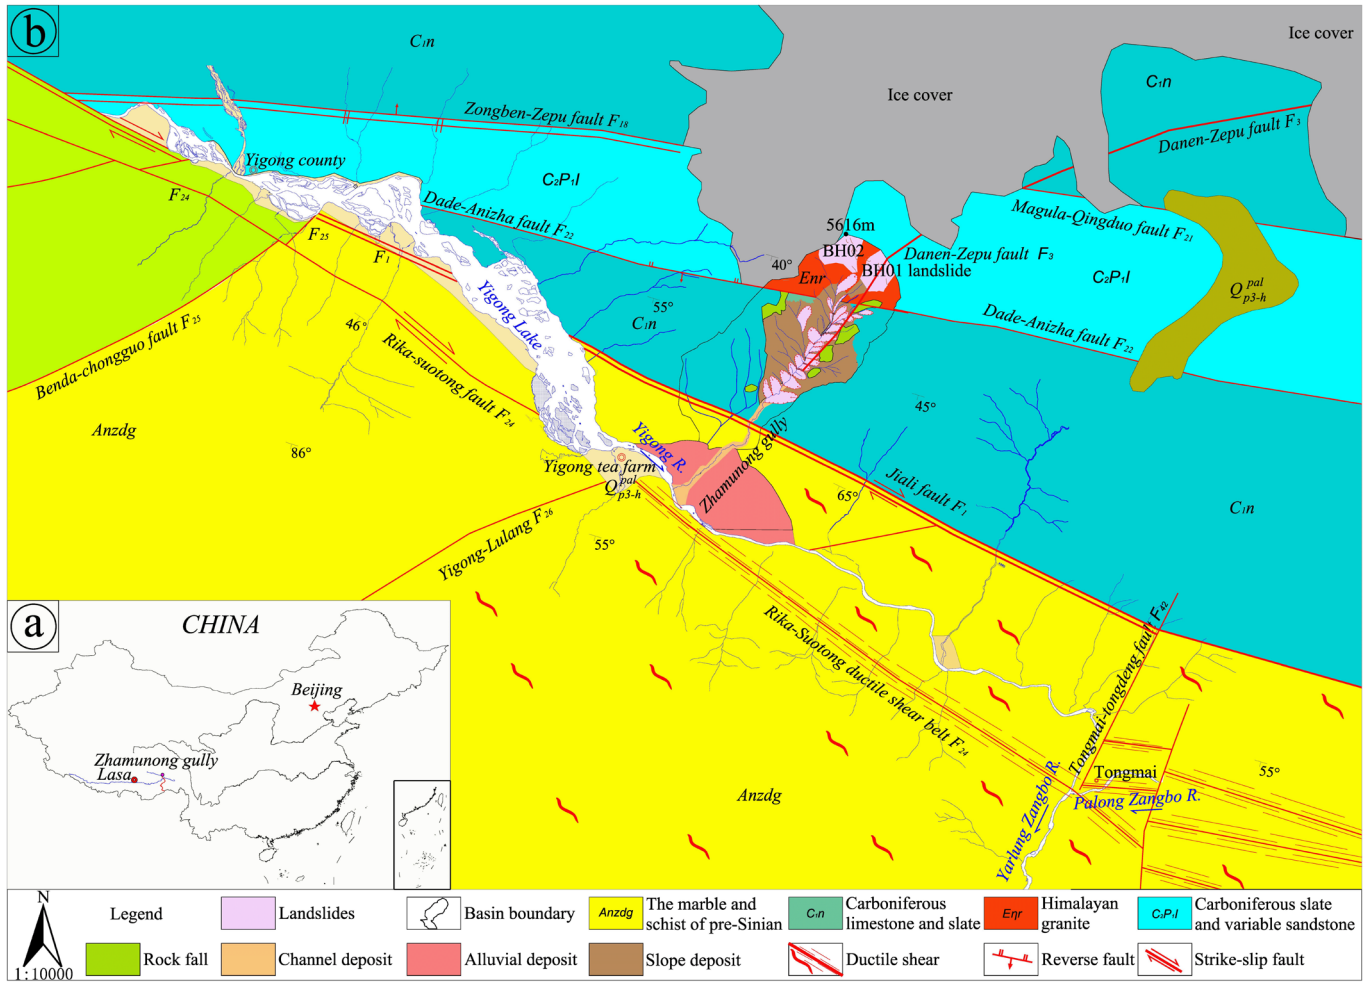 b
C₁n
Ice cover
Ice cover
C₁n
Zongben-Zepu fault F₁₈
Danen-Zepu fault F₃
Yigong county
C₂P₁l
F₂₄
Dade-Anizha fault F₂₂
Magula-Qingduo fault F₂₁
5616m
F₂₅
BH02
Danen-Zepu fault F₃
F₁
40°
BH01 landslide
Enr
C₂P₁l
Q pal p3-h
Yigong Lake
55°
C₁n
Dade-Anizha fault F₂₂
46°
Benda-chongguo fault F₂₅
Rika-suotong fault F₂₄
45°
Anzdg
86°
Yigong R.
Zhamunong gully
Yigong tea farm
Q pal p3-h
65°
Jiali fault F₁
C₁n
Yigong-Lulang F₂₆
55°
Rika-Suotong ductile shear belt F₂₄
Tongmai-tongdeng fault F₄₂
Anzdg
Tongmai
55°
Palong Zangbo R.
Yarlung Zangbo R.
a
CHINA
Beijing
Zhamunong gully
Lasa
N
1:10000
Legend
Landslides
Basin boundary
Anzdg
The marble and
schist of pre-Sinian
C₁n
Carboniferous
limestone and slate
Eηr
Himalayan
granite
C₂P₁l
Carboniferous slate
and variable sandstone
Rock fall
Channel deposit
Alluvial deposit
Slope deposit
Ductile shear
Reverse fault
Strike-slip fault